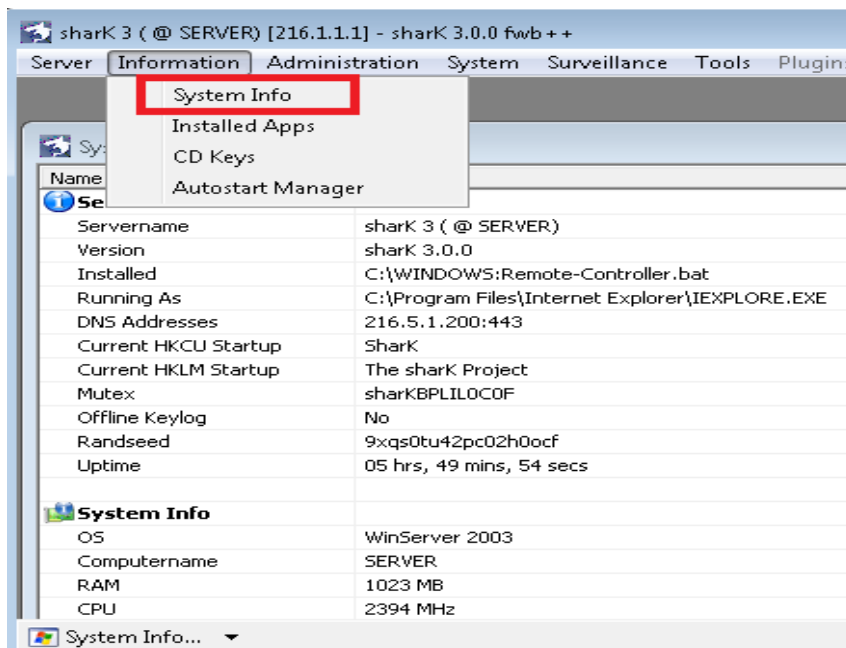 sharK 3 ( @ SERVER) [216.1.1.1] - sharK 3.0.0 fwb++
Server Information Administration System Surveillance Tools Plugin
System Info
Installed Apps
CD Keys
Autostart Manager
Sy
Name
Se
Servername sharK 3 ( @ SERVER)
Version sharK 3.0.0
Installed C:\WINDOWS:Remote-Controller.bat
Running As C:\Program Files\Internet Explorer\IEXPLORE.EXE
DNS Addresses 216.5.1.200:443
Current HKCU Startup SharK
Current HKLM Startup The sharK Project
Mutex sharKBPLIL0C0F
Offline Keylog No
Randseed 9xqs0tu42pc02h0ocf
Uptime 05 hrs, 49 mins, 54 secs
System Info
OS WinServer 2003
Computername SERVER
RAM 1023 MB
CPU 2394 MHz
System Info...